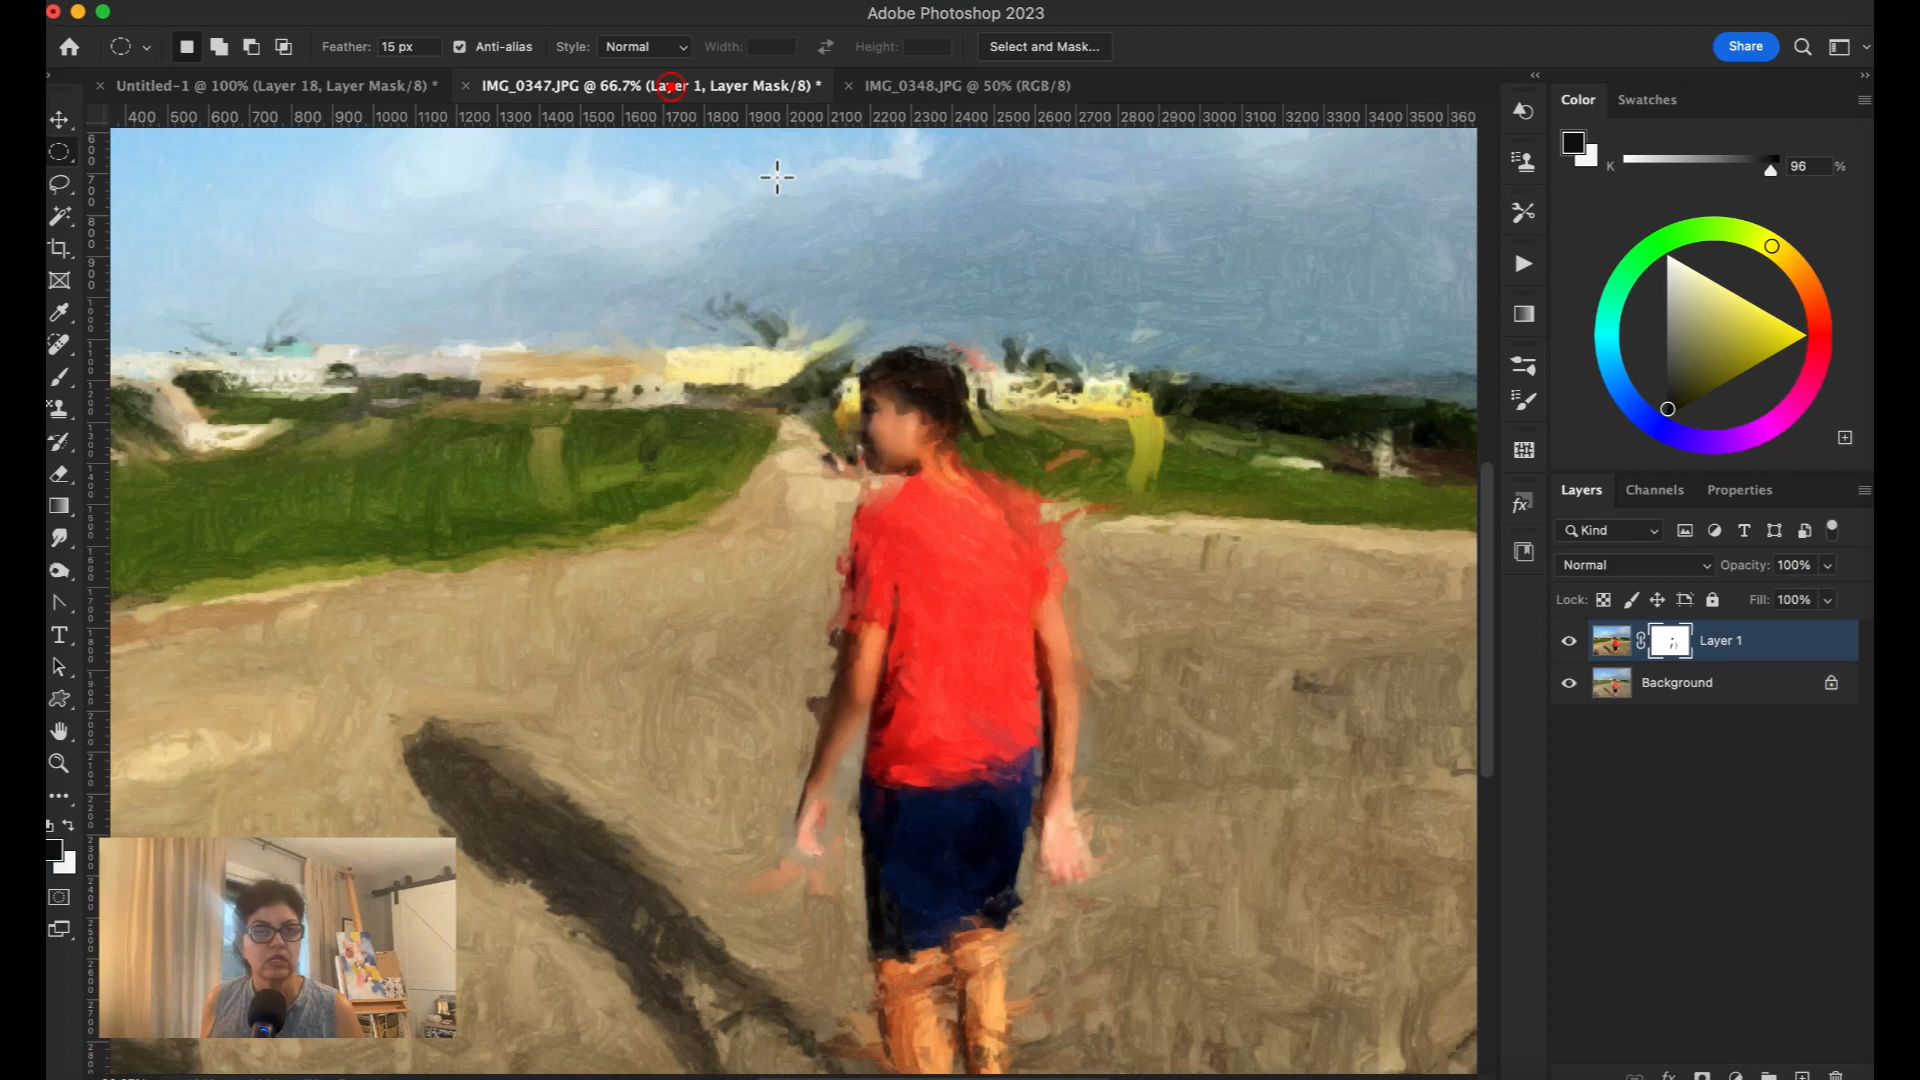 Adobe Photoshop 2023
Feather: 15 px Anti-alias Style: Normal Width: Height: Select and Mask... Share
Untitled-1 @ 100% (Layer 18, Layer Mask/8) * IMG_0347.JPG @ 66.7% (Layer 1, Layer Mask/8) * IMG_0348.JPG @ 50% (RGB/8)
400 500 600 700 800 900 1000 1100 1200 1300 1400 1500 1600 1700 1800 1900 2000 2100 2200 2300 2400 2500 2600 2700 2800 2900 3000 3100 3200 3300 3400 3500 360
Color Swatches
K 96 %
Layers Channels Properties
Kind
Normal Opacity: 100%
Lock: Fill: 100%
Layer 1
Background